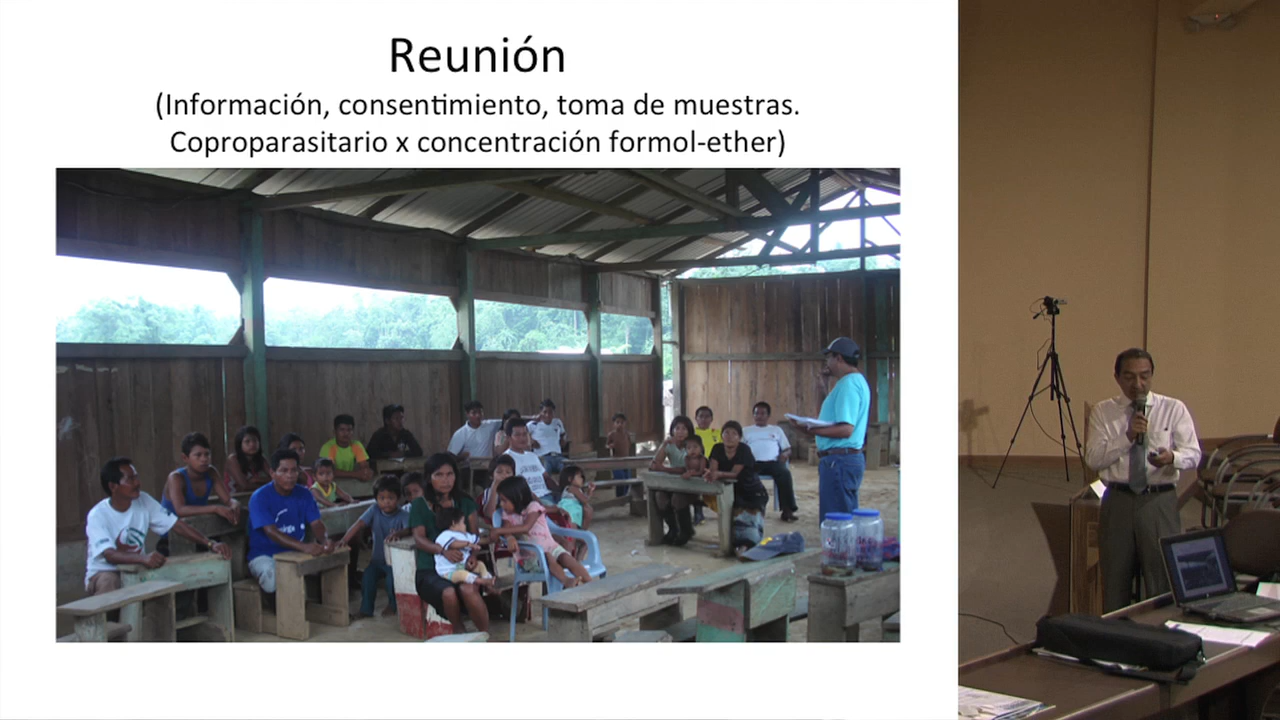 Reunión
(Información, consentimiento, toma de muestras.
Coproparasitario x concentración formol-ether)